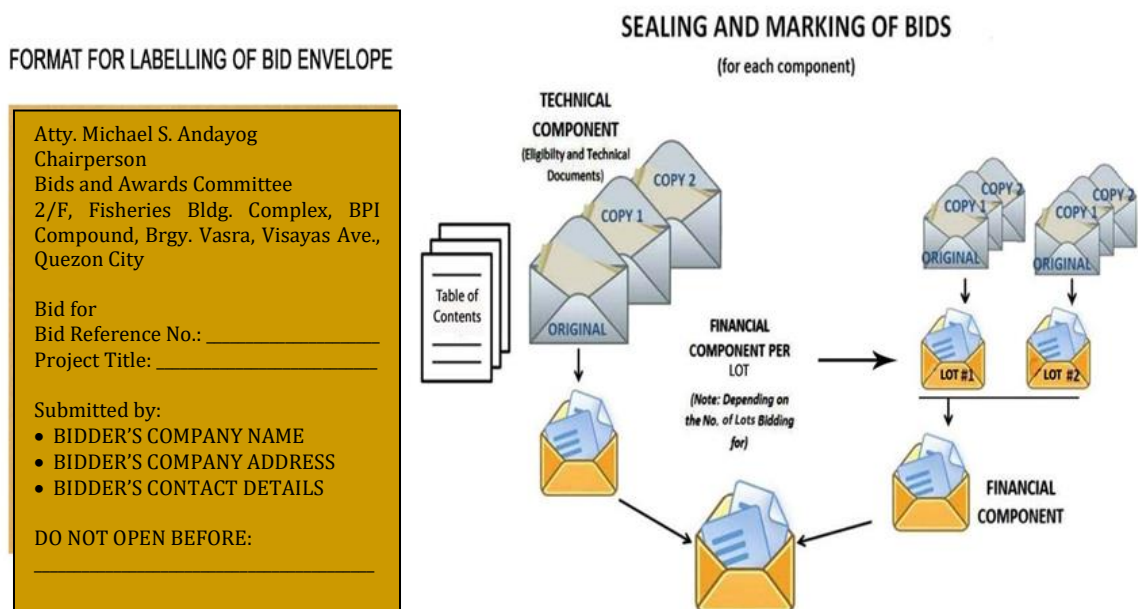 FORMAT FOR LABELLING OF BID ENVELOPE
Atty. Michael S. Andayog
Chairperson
Bids and Awards Committee
2/F, Fisheries Bldg. Complex, BPI
Compound, Brgy. Vasra, Visayas Ave.,
Quezon City
Bid for
Bid Reference No.: ____________________
Project Title: __________________________
Submitted by:
• BIDDER’S COMPANY NAME
• BIDDER’S COMPANY ADDRESS
• BIDDER’S CONTACT DETAILS
DO NOT OPEN BEFORE:
________________________________________
SEALING AND MARKING OF BIDS
(for each component)
TECHNICAL
COMPONENT
(Eligibilty and Technical
Documents)
COPY 2
COPY 1
ORIGINAL
Table of
Contents
FINANCIAL
COMPONENT PER
LOT
(Note: Depending on
the No. of Lots Bidding
for)
COPY 2
COPY 1
ORIGINAL
COPY 2
COPY 1
ORIGINAL
LOT #1
LOT #2
FINANCIAL
COMPONENT